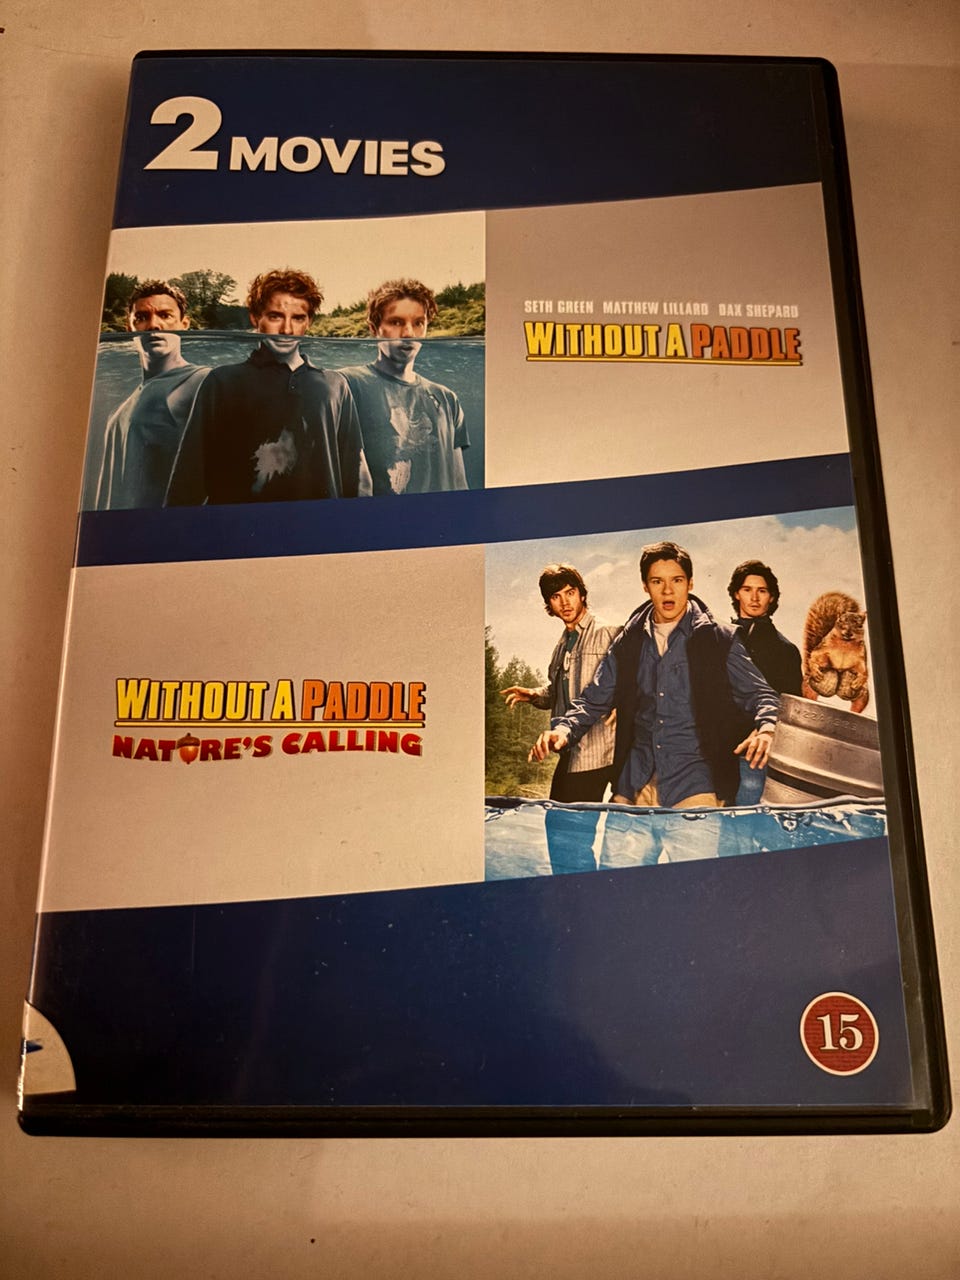 2 MOVIES
SETH GREEN MATTHEW LILLARD DAX SHEPARD
WITHOUT A PADDLE
WITHOUT A PADDLE
NATURE'S CALLING
15